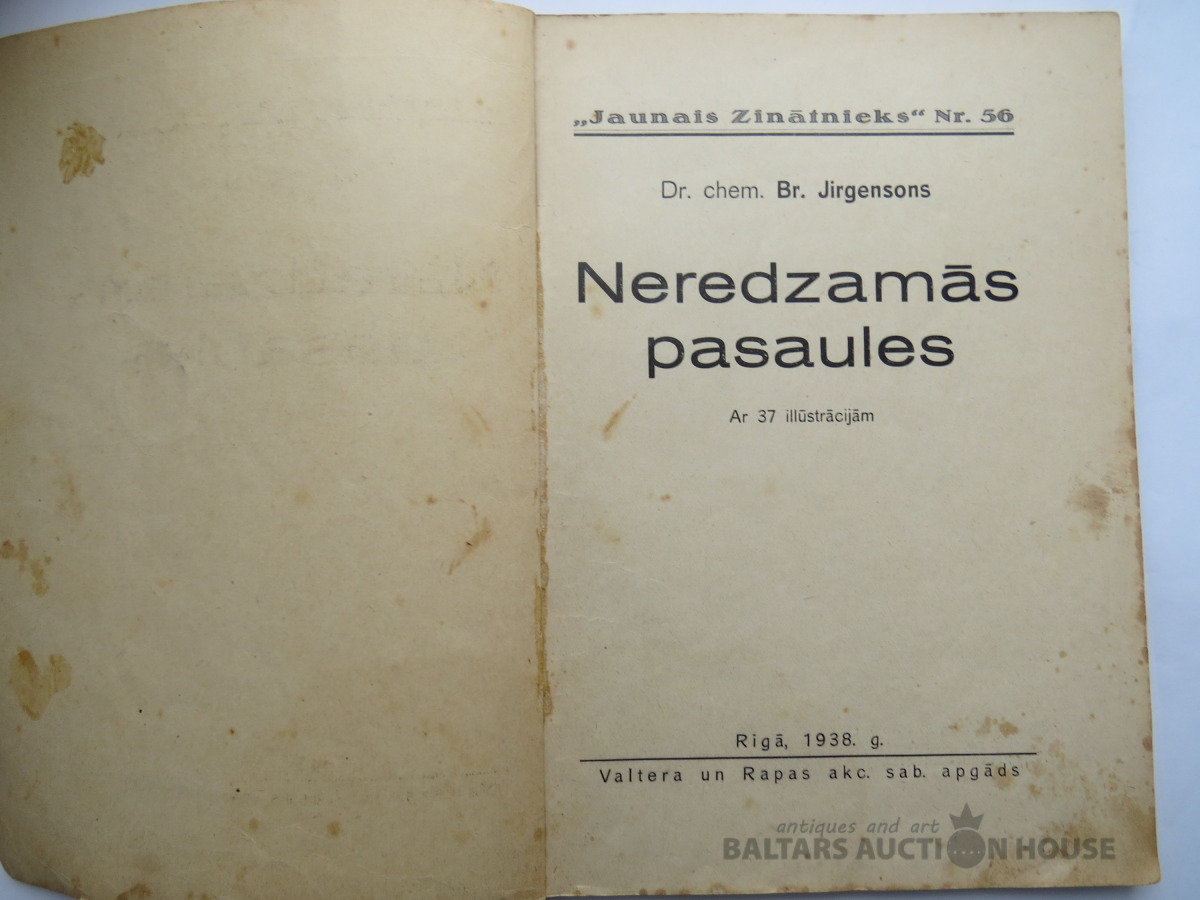 „Jaunais Zinātnieks“ Nr. 56
Dr. chem. Br. Jirgensons
Neredzamās
pasaules
Ar 37 illūstrācijām
Rīgā, 1938. g.
Valtera un Rapas akc. sab. apgāds
antiques and art
BALTARS AUCTION HOUSE